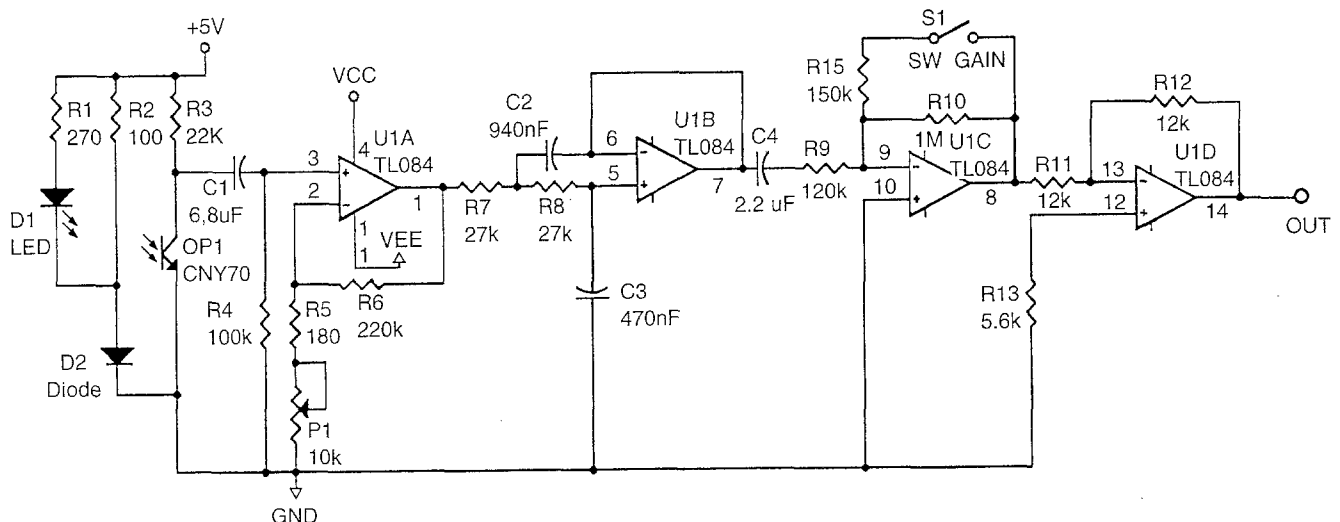 +5V
R1
270
R2
100
R3
22K
D1
LED
D2
Diode
OP1
CNY70
C1
6,8uF
R4
100k
VCC
U1A
TL084
3
2
4
1
1
1
VEE
R5
180
R6
220k
P1
10k
GND
R7
27k
C2
940nF
R8
27k
C3
470nF
U1B
TL084
6
5
7
C4
2.2 uF
R9
120k
R15
150k
S1
SW GAIN
R10
1M
U1C
TL084
9
10
8
R11
12k
R12
12k
U1D
TL084
13
12
14
R13
5.6k
OUT